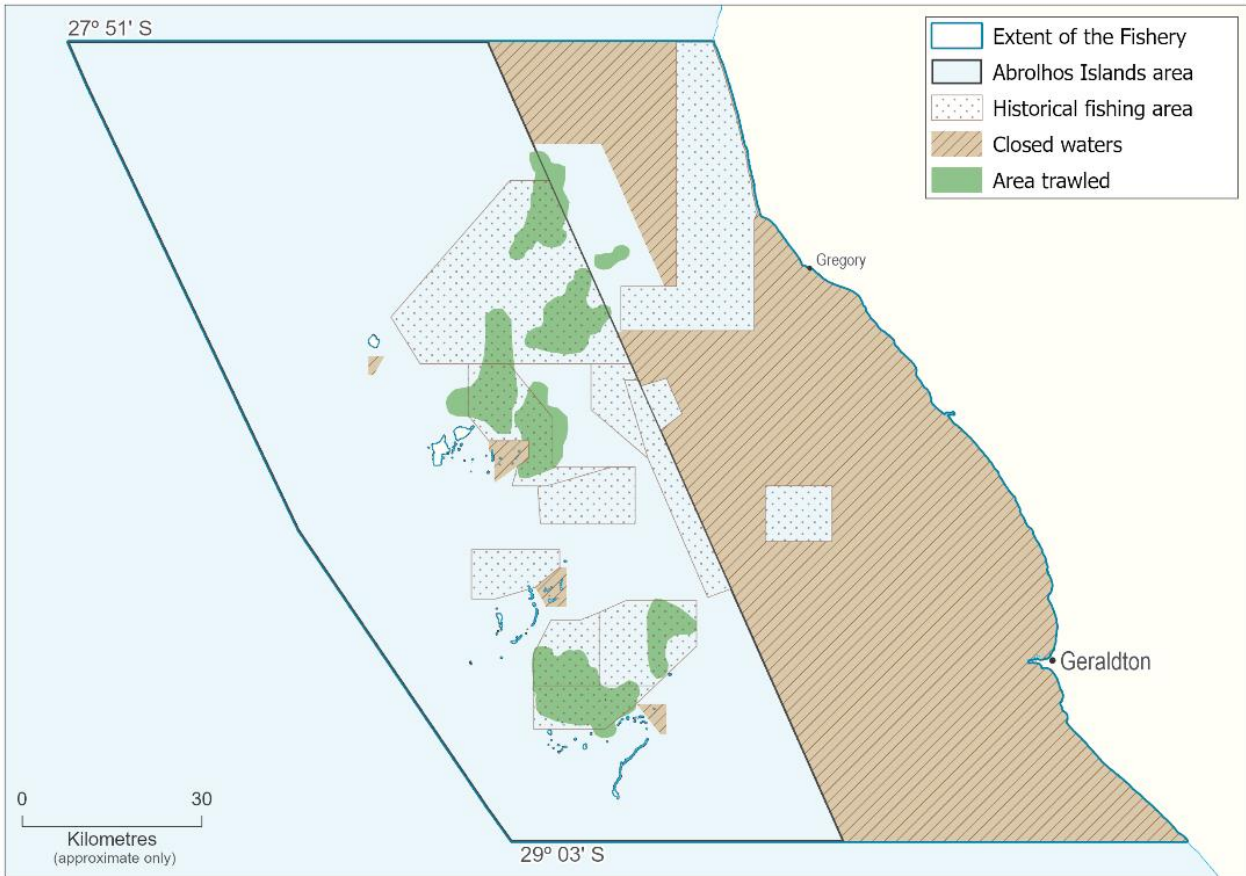 27º 51' S
Extent of the Fishery
Abrolhos Islands area
Historical fishing area
Closed waters
Area trawled
Gregory
Geraldton
0 30
Kilometres
(approximate only)
29º 03' S